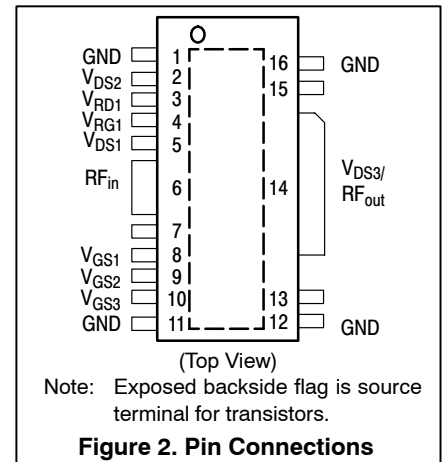 GND 1 16 GND
VDS2 2 15
VRD1 3
VRG1 4
VDS1 5
RFin 6 14 VDS3/
RFout
7
VGS1 8
VGS2 9
VGS3 10 13
GND 11 12 GND
(Top View)
Note: Exposed backside flag is source
terminal for transistors.
Figure 2. Pin Connections